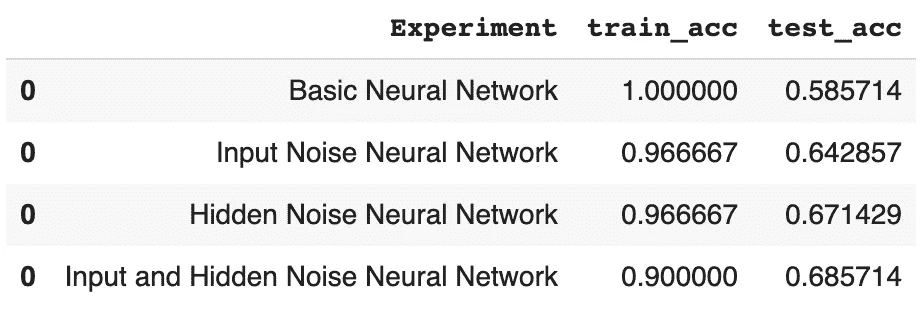 Experiment train_acc test_acc
0 Basic Neural Network 1.000000 0.585714
0 Input Noise Neural Network 0.966667 0.642857
0 Hidden Noise Neural Network 0.966667 0.671429
0 Input and Hidden Noise Neural Network 0.900000 0.685714